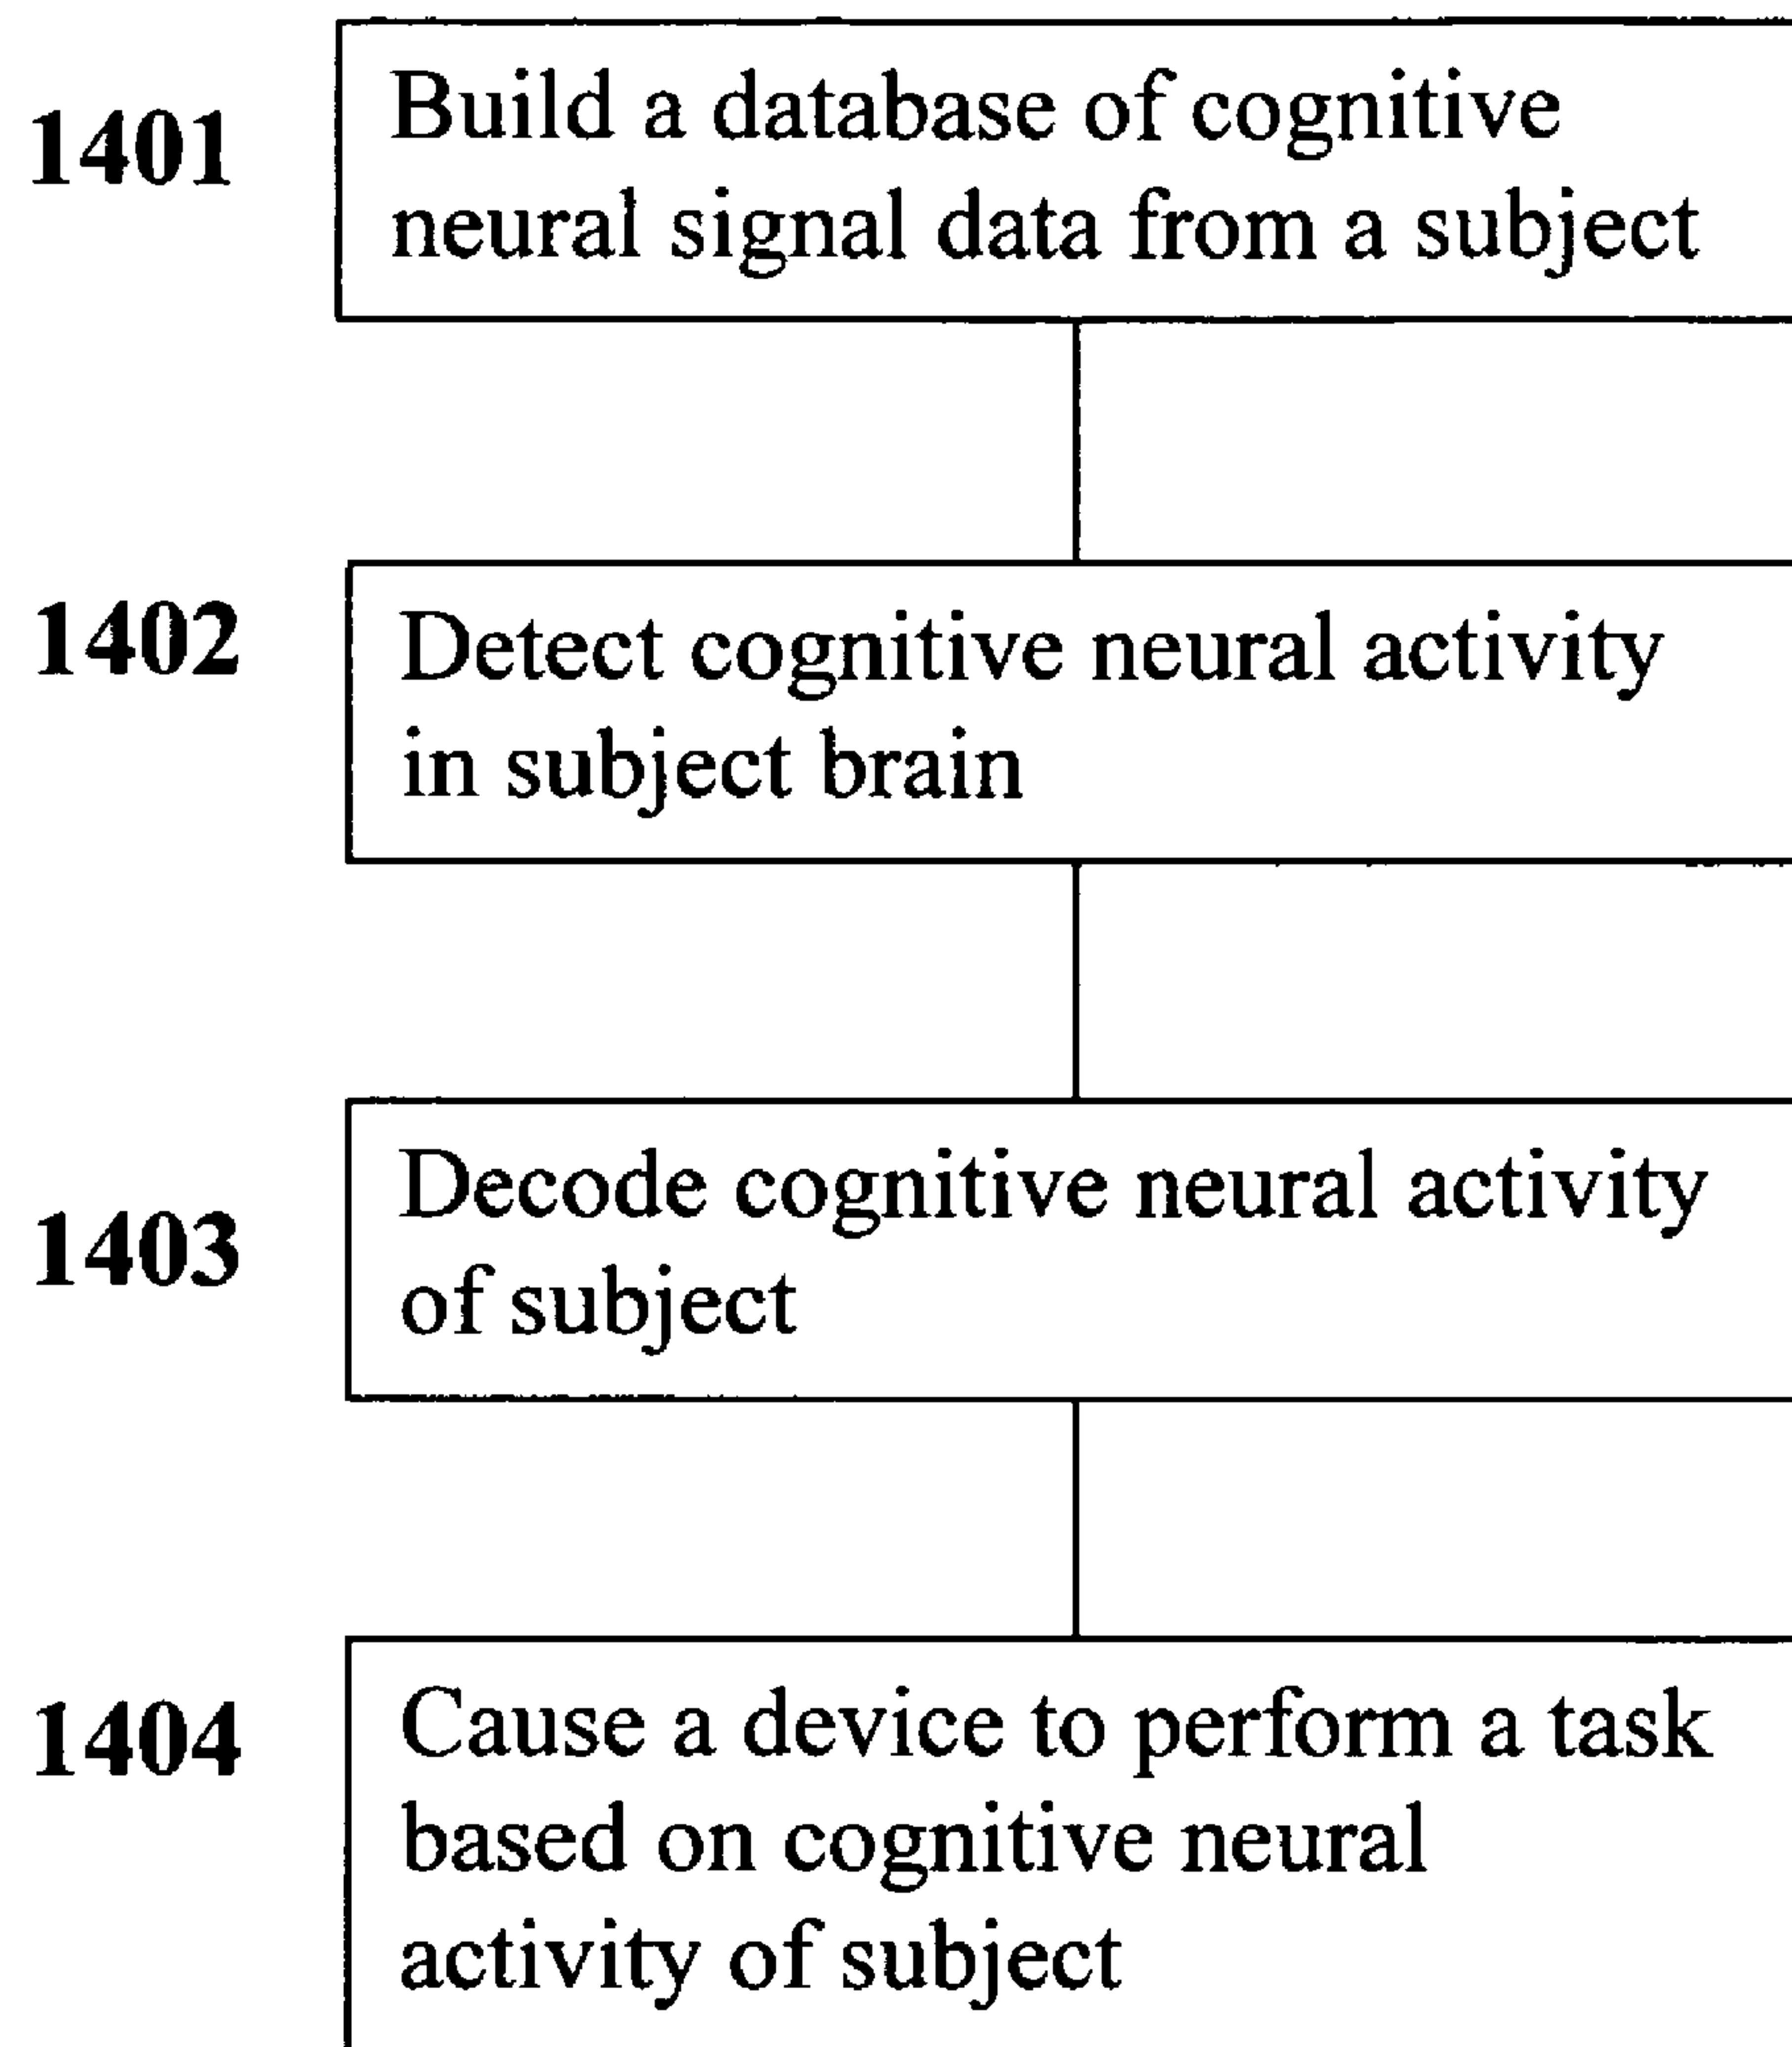 1401
Build a database of cognitive
neural signal data from a subject
1402
Detect cognitive neural activity
in subject brain
1403
Decode cognitive neural activity
of subject
1404
Cause a device to perform a task
based on cognitive neural
activity of subject